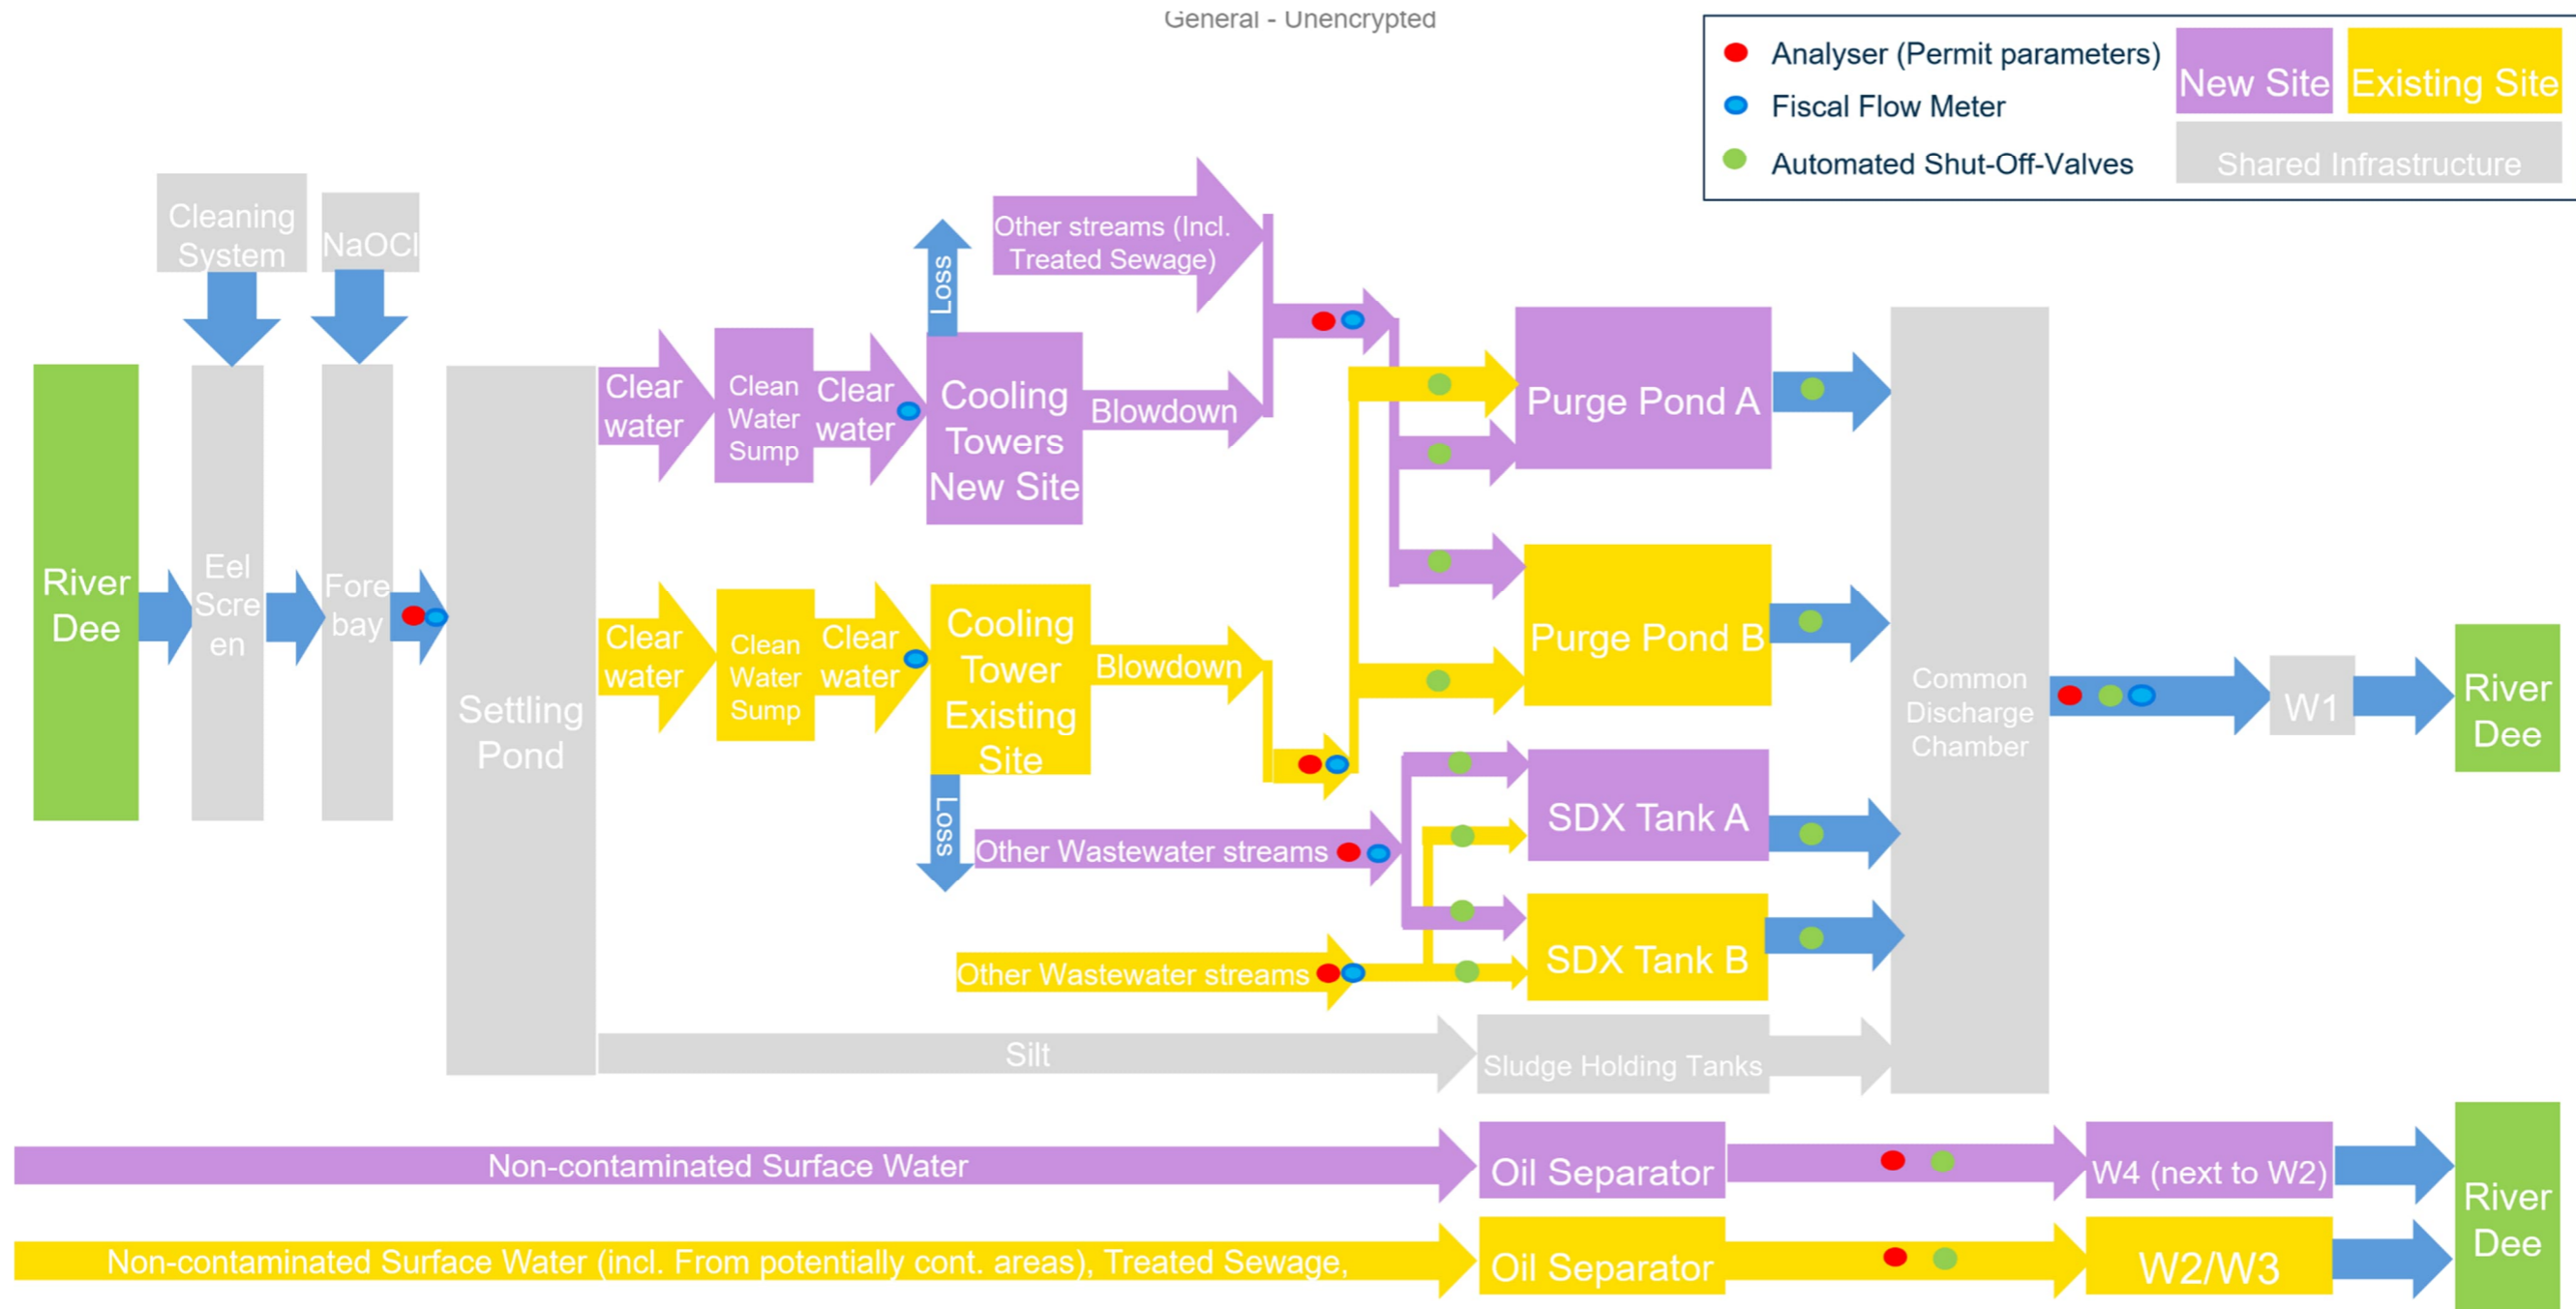 General - Unencrypted
Analyser (Permit parameters)
Fiscal Flow Meter
Automated Shut-Off-Valves
New Site
Existing Site
Shared Infrastructure
Cleaning
System
NaOCl
Other streams (Incl.
Treated Sewage)
Loss
River
Dee
Eel
Scre
en
Fore
bay
Settling
Pond
Clear
water
Clean
Water
Sump
Clear
water
Cooling
Towers
New Site
Blowdown
Purge Pond A
Clear
water
Clean
Water
Sump
Clear
water
Cooling
Tower
Existing
Site
Blowdown
Purge Pond B
Loss
Other Wastewater streams
SDX Tank A
Other Wastewater streams
SDX Tank B
Common
Discharge
Chamber
W1
River
Dee
Silt
Sludge Holding Tanks
Non-contaminated Surface Water
Oil Separator
W4 (next to W2)
River
Dee
Non-contaminated Surface Water (incl. From potentially cont. areas), Treated Sewage,
Oil Separator
W2/W3